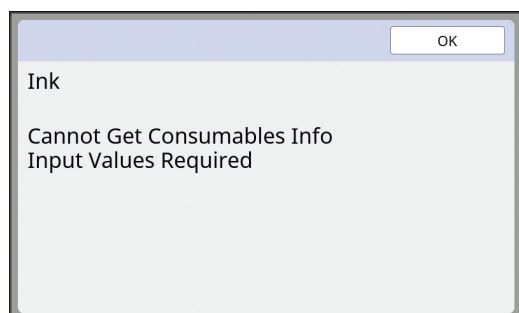 OK
Ink
Cannot Get Consumables Info
Input Values Required